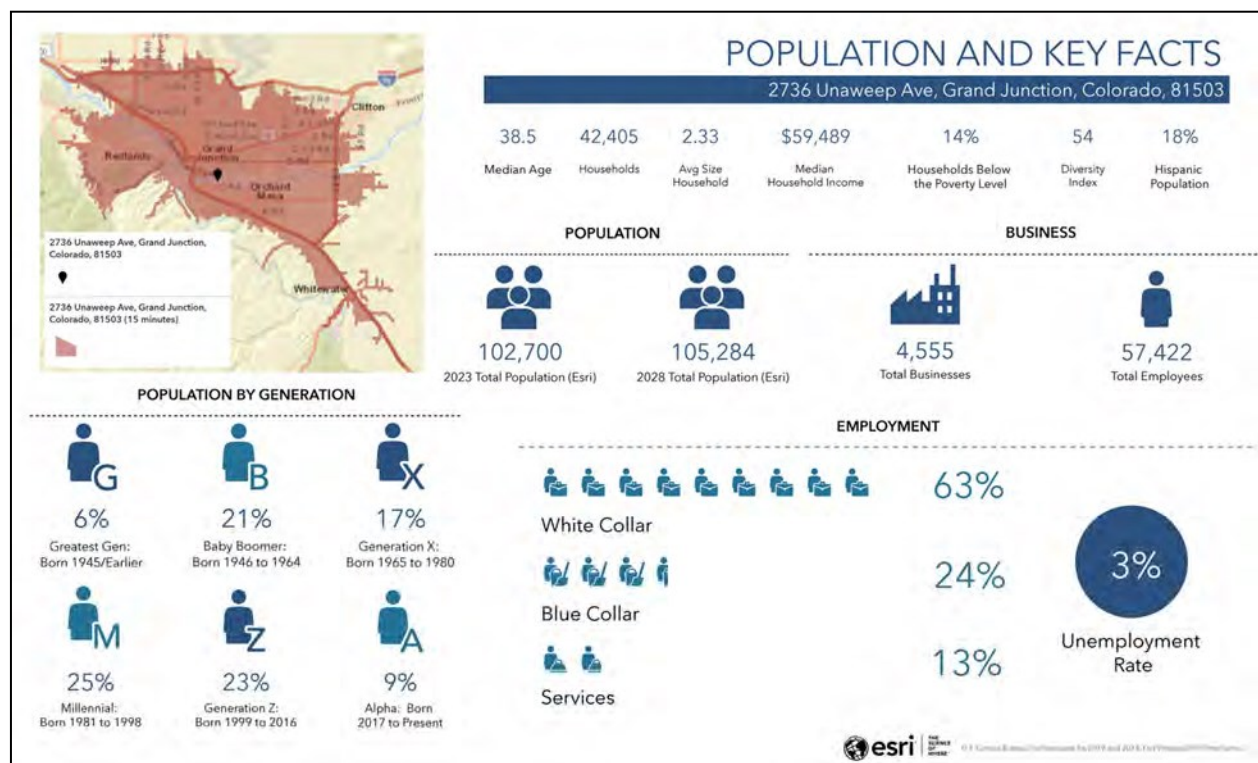 POPULATION AND KEY FACTS
2736 Unaweep Ave, Grand Junction, Colorado, 81503
38.5
Median Age
42,405
Households
2.33
Avg Size
Household
$59,489
Median
Household Income
14%
Households Below
the Poverty Level
54
Diversity
Index
18%
Hispanic
Population
Clifton
Redlands
Grand
Junction
Orchard
Mesa
Whitewater
2736 Unaweep Ave, Grand Junction,
Colorado, 81503
2736 Unaweep Ave, Grand Junction,
Colorado, 81503 (15 minutes)
POPULATION
102,700
2023 Total Population (Esri)
105,284
2028 Total Population (Esri)
BUSINESS
4,555
Total Businesses
57,422
Total Employees
POPULATION BY GENERATION
G
6%
Greatest Gen:
Born 1945/Earlier
B
21%
Baby Boomer:
Born 1946 to 1964
X
17%
Generation X:
Born 1965 to 1980
M
25%
Millennial:
Born 1981 to 1998
Z
23%
Generation Z:
Born 1999 to 2016
A
9%
Alpha: Born
2017 to Present
EMPLOYMENT
63%
White Collar
24%
Blue Collar
13%
Services
3%
Unemployment
Rate
esri
THE
SCIENCE
OF
WHERE